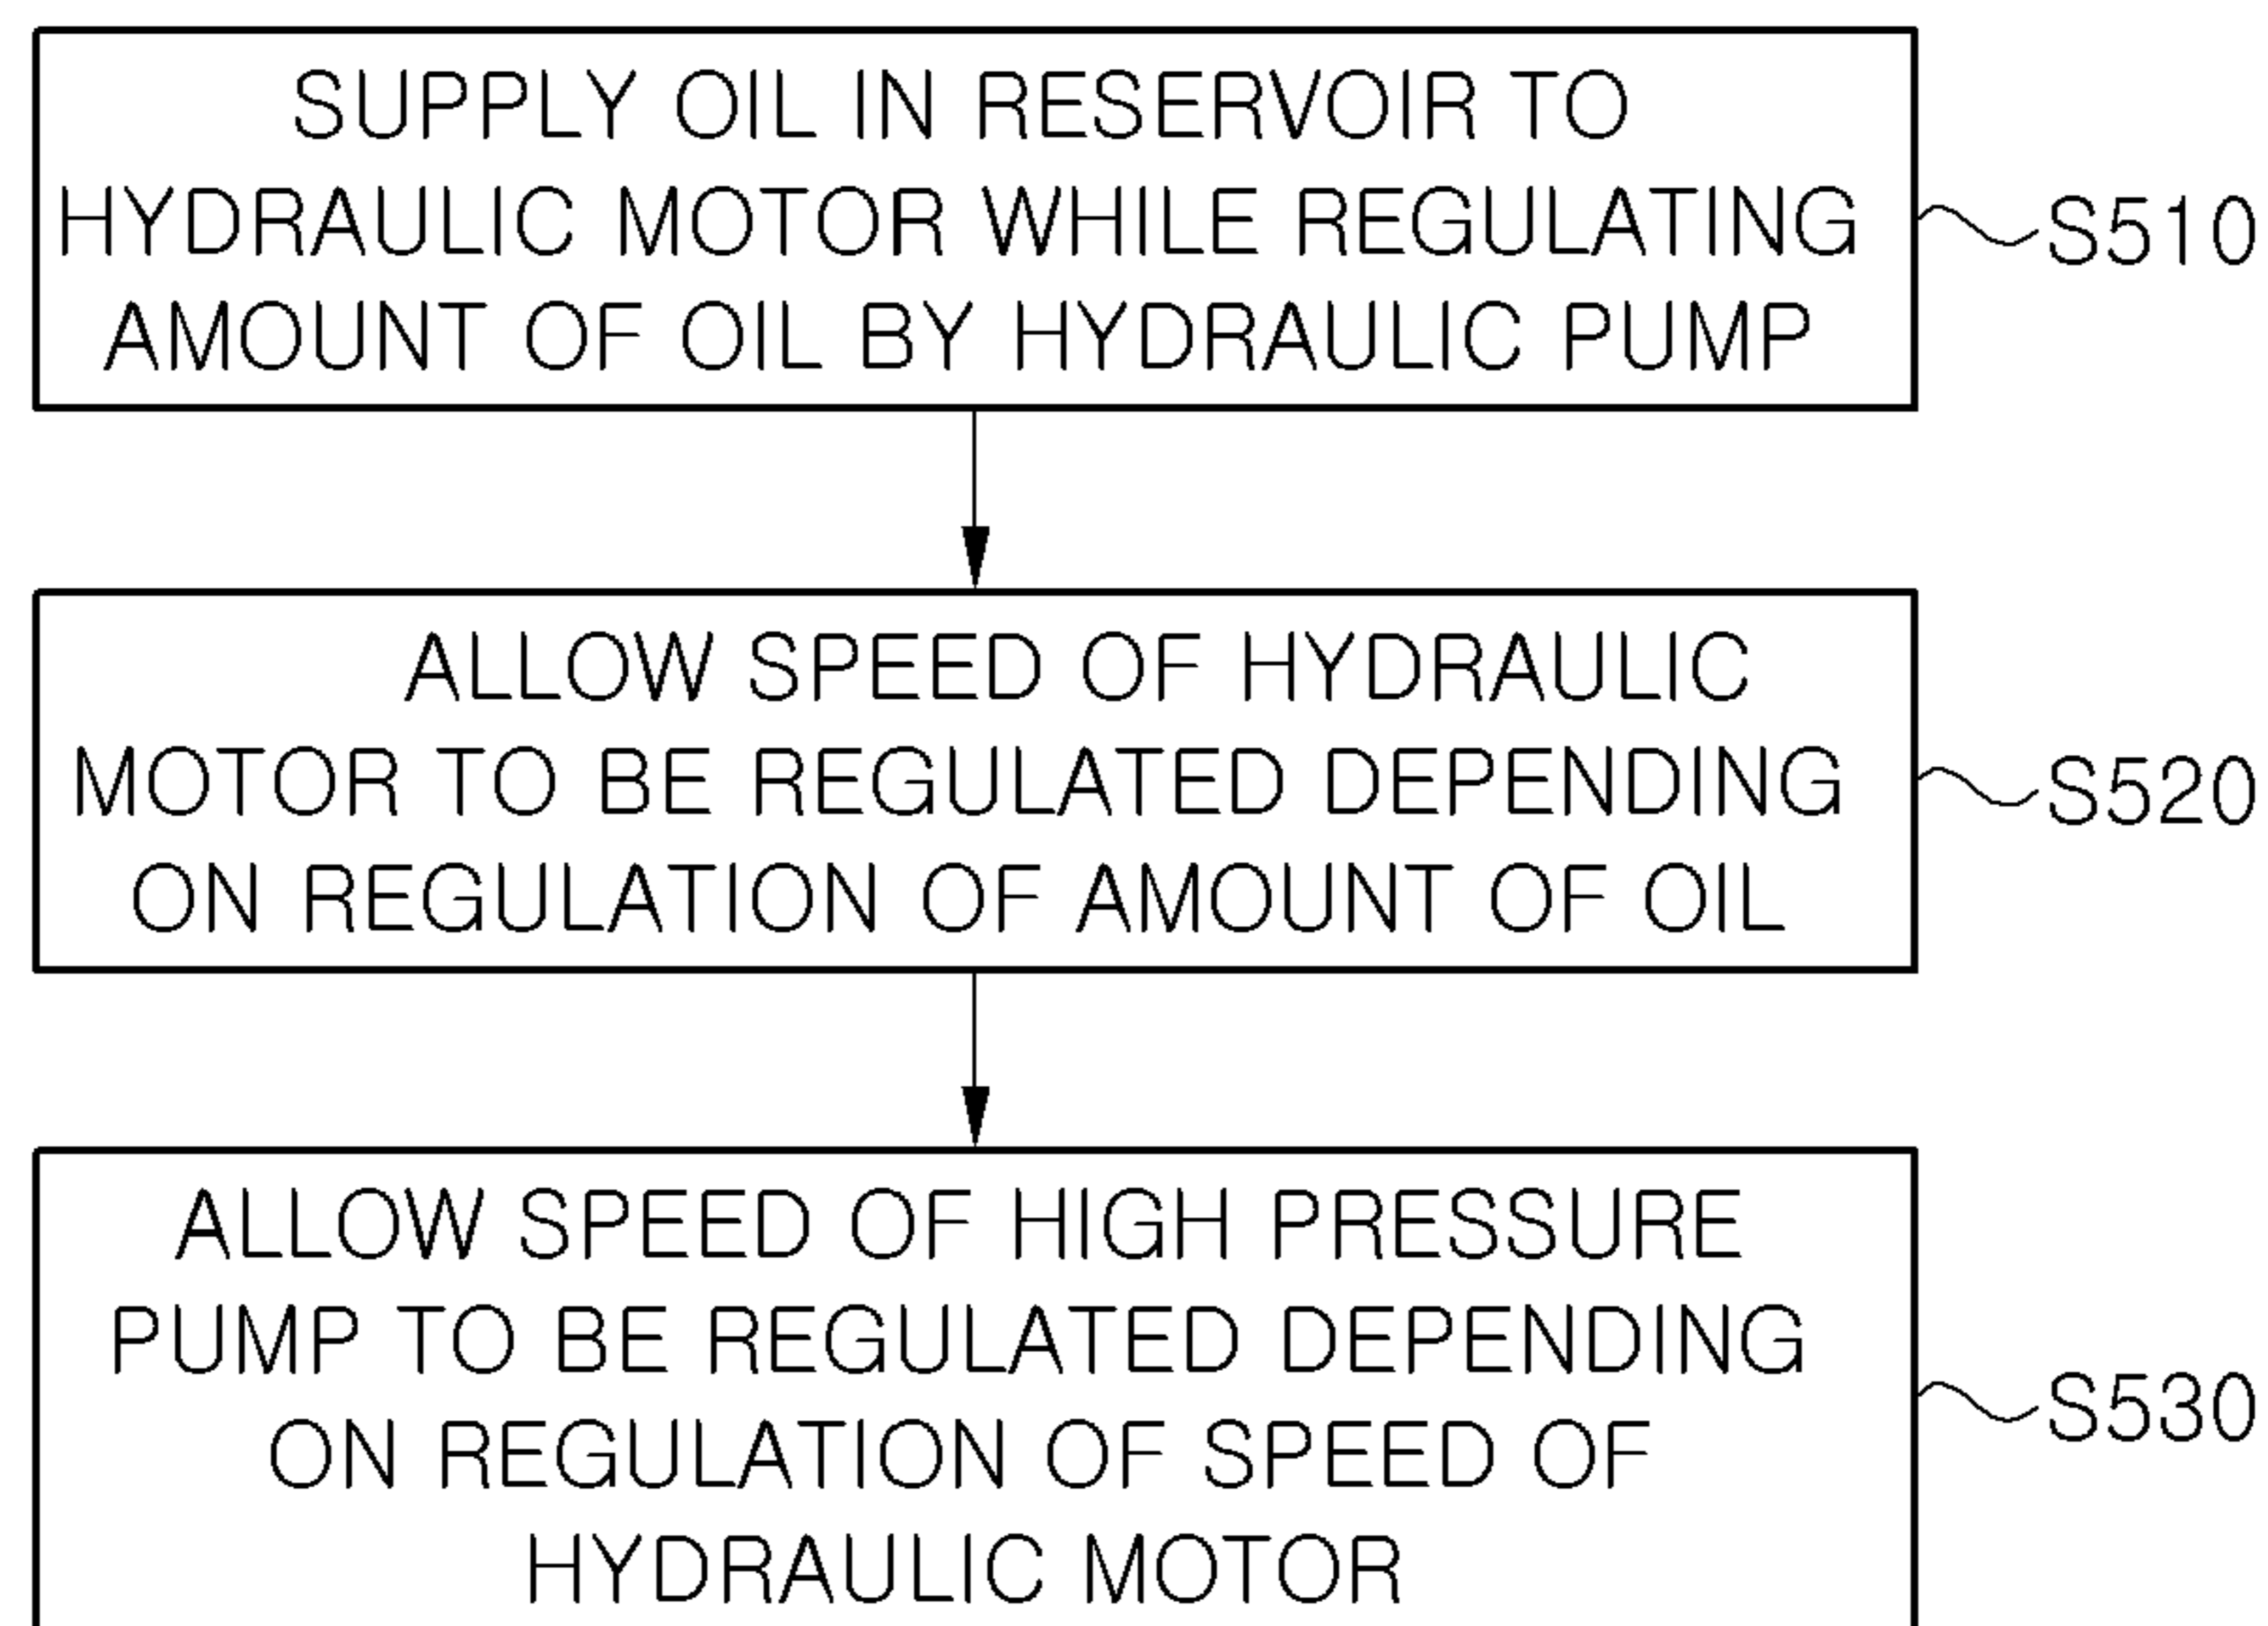 SUPPLY OIL IN RESERVOIR TO
HYDRAULIC MOTOR WHILE REGULATING
AMOUNT OF OIL BY HYDRAULIC PUMP
S510
ALLOW SPEED OF HYDRAULIC
MOTOR TO BE REGULATED DEPENDING
ON REGULATION OF AMOUNT OF OIL
S520
ALLOW SPEED OF HIGH PRESSURE
PUMP TO BE REGULATED DEPENDING
ON REGULATION OF SPEED OF
HYDRAULIC MOTOR
S530